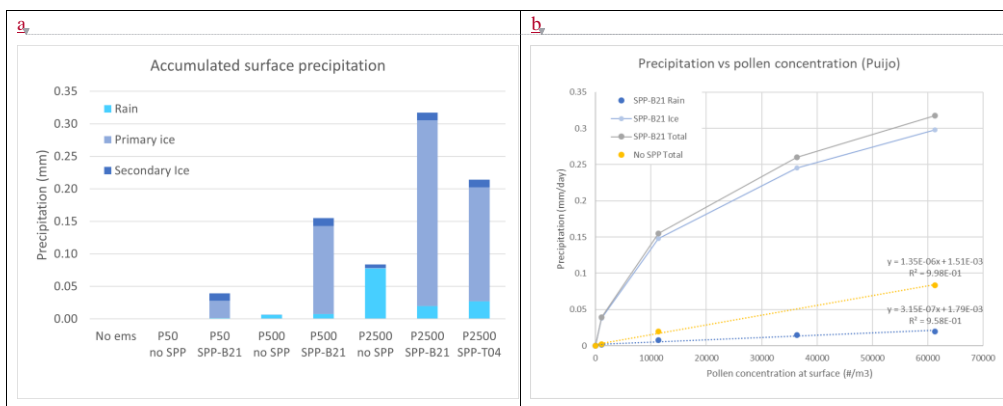 a
Accumulated surface precipitation
0.35
0.30
0.25
0.20
0.15
0.10
0.05
0.00
Precipitation (mm)
Rain
Primary ice
Secondary Ice
No ems
P50 no SPP
P50 SPP-B21
P500 no SPP
P500 SPP-B21
P2500 no SPP
P2500 SPP-B21
P2500 SPP-T04
b
Precipitation vs pollen concentration (Puijo)
0.35
0.3
0.25
0.2
0.15
0.1
0.05
0
Precipitation (mm/day)
SPP-B21 Rain
SPP-B21 Ice
SPP-B21 Total
No SPP Total
y = 1.35E-06x + 1.51E-03
R² = 9.98E-01
y = 3.15E-07x + 1.79E-03
R² = 9.58E-01
0
10000
20000
30000
40000
50000
60000
70000
Pollen concentration at surface (#/m3)